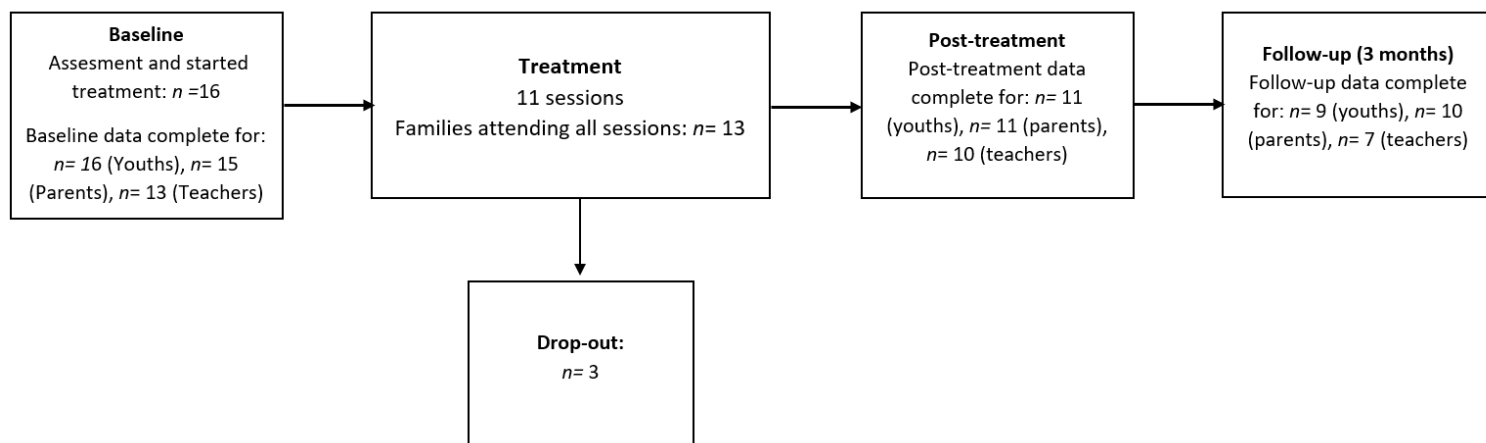 Baseline
Assesment and started
treatment: n =16
Baseline data complete for:
n= 16 (Youths), n= 15
(Parents), n= 13 (Teachers)
Treatment
11 sessions
Families attending all sessions: n= 13
Drop-out:
n= 3
Post-treatment
Post-treatment data
complete for: n= 11
(youths), n= 11 (parents),
n= 10 (teachers)
Follow-up (3 months)
Follow-up data complete
for: n= 9 (youths), n= 10
(parents), n= 7 (teachers)